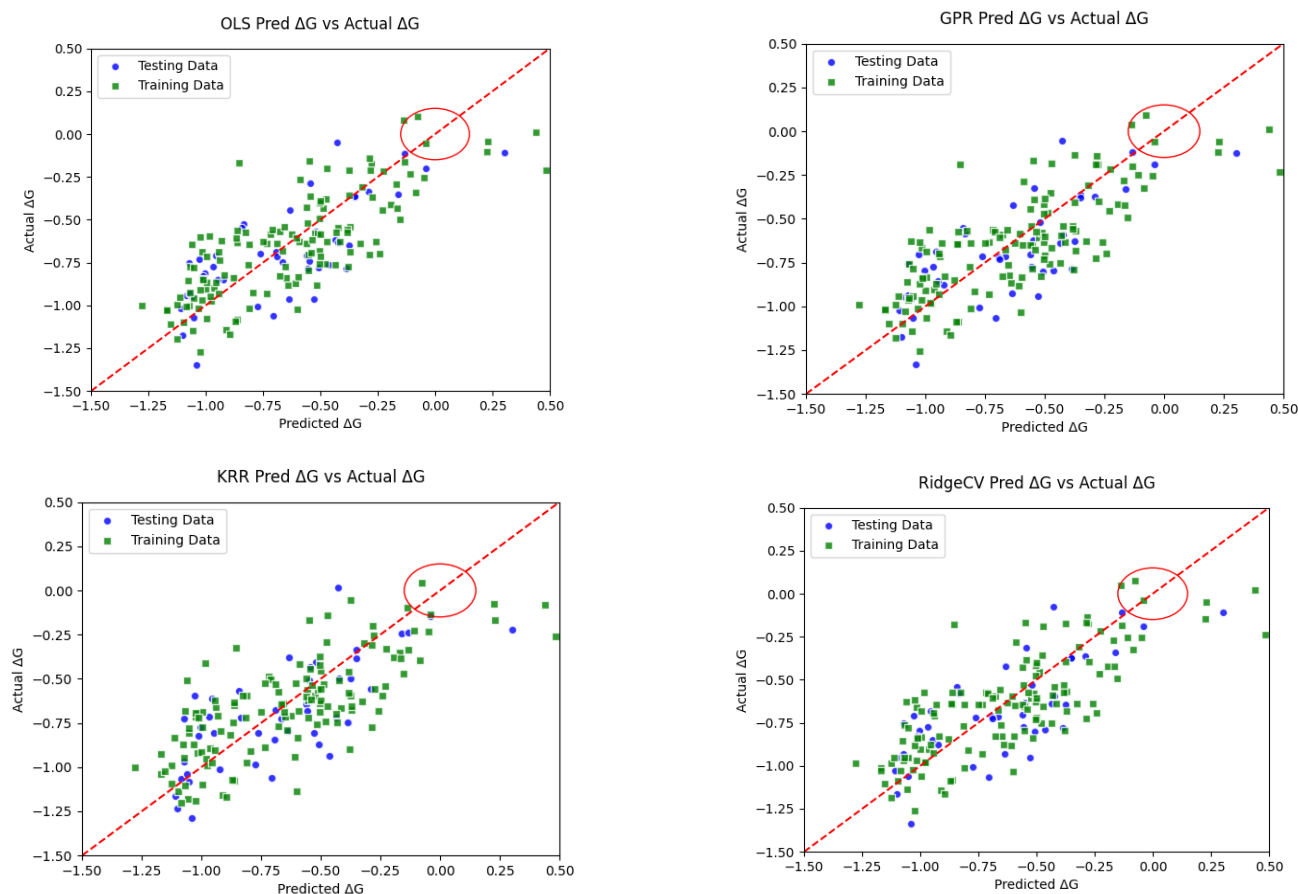 OLS Pred ΔG vs Actual ΔG
0.50
0.25
0.00
−0.25
−0.50
−0.75
−1.00
−1.25
−1.50
Actual ΔG
Testing Data
Training Data
−1.50 −1.25 −1.00 −0.75 −0.50 −0.25 0.00 0.25 0.50
Predicted ΔG
GPR Pred ΔG vs Actual ΔG
0.50
0.25
0.00
−0.25
−0.50
−0.75
−1.00
−1.25
−1.50
Actual ΔG
Testing Data
Training Data
−1.50 −1.25 −1.00 −0.75 −0.50 −0.25 0.00 0.25 0.50
Predicted ΔG
KRR Pred ΔG vs Actual ΔG
0.50
0.25
0.00
−0.25
−0.50
−0.75
−1.00
−1.25
−1.50
Actual ΔG
Testing Data
Training Data
−1.50 −1.25 −1.00 −0.75 −0.50 −0.25 0.00 0.25 0.50
Predicted ΔG
RidgeCV Pred ΔG vs Actual ΔG
0.50
0.25
0.00
−0.25
−0.50
−0.75
−1.00
−1.25
−1.50
Actual ΔG
Testing Data
Training Data
−1.50 −1.25 −1.00 −0.75 −0.50 −0.25 0.00 0.25 0.50
Predicted ΔG